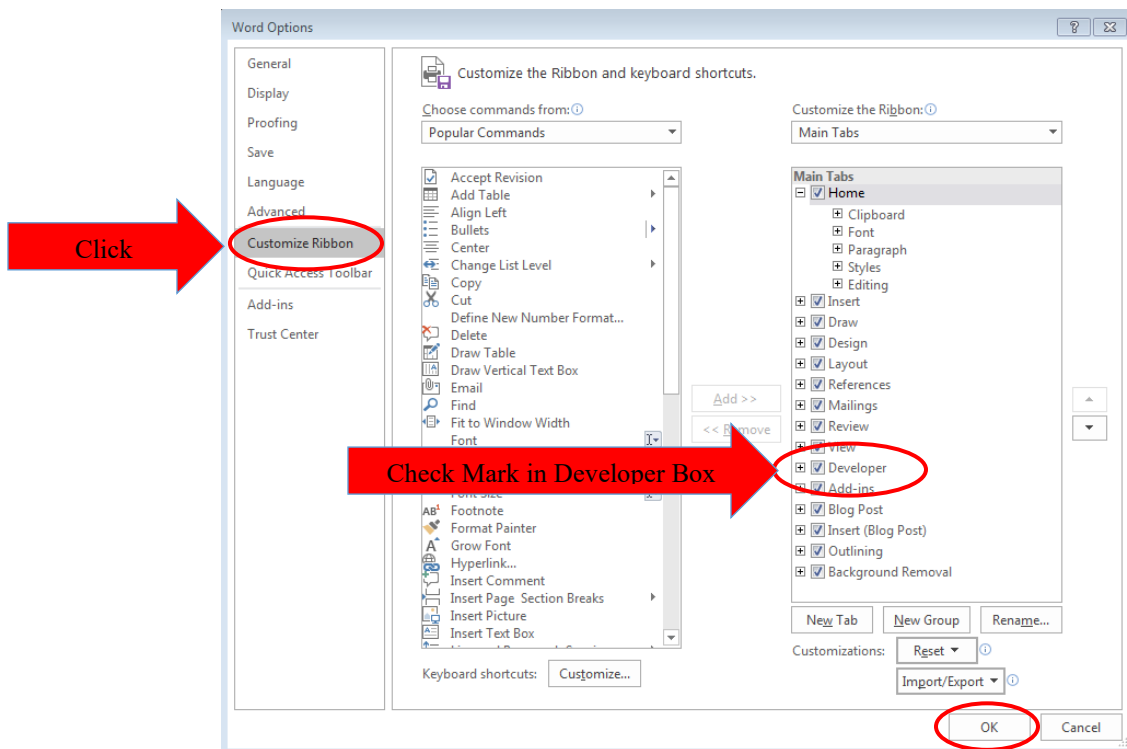 Word Options
General
Display
Proofing
Save
Language
Advanced
Customize Ribbon
Quick Access Toolbar
Add-ins
Trust Center
Click
Customize the Ribbon and keyboard shortcuts.
Choose commands from:
Popular Commands
Accept Revision
Add Table
Align Left
Bullets
Center
Change List Level
Copy
Cut
Define New Number Format...
Delete
Draw Table
Draw Vertical Text Box
Email
Find
Fit to Window Width
Font
Check Mark in Developer Box
Font Size
Footnote
Format Painter
Grow Font
Hyperlink...
Insert Comment
Insert Page Section Breaks
Insert Picture
Insert Text Box
Keyboard shortcuts:
Customize...
Add >>
<< Remove
Customize the Ribbon:
Main Tabs
Main Tabs
Home
Clipboard
Font
Paragraph
Styles
Editing
Insert
Draw
Design
Layout
References
Mailings
Review
View
Developer
Add-ins
Blog Post
Insert (Blog Post)
Outlining
Background Removal
New Tab
New Group
Rename...
Customizations:
Reset
Import/Export
OK
Cancel